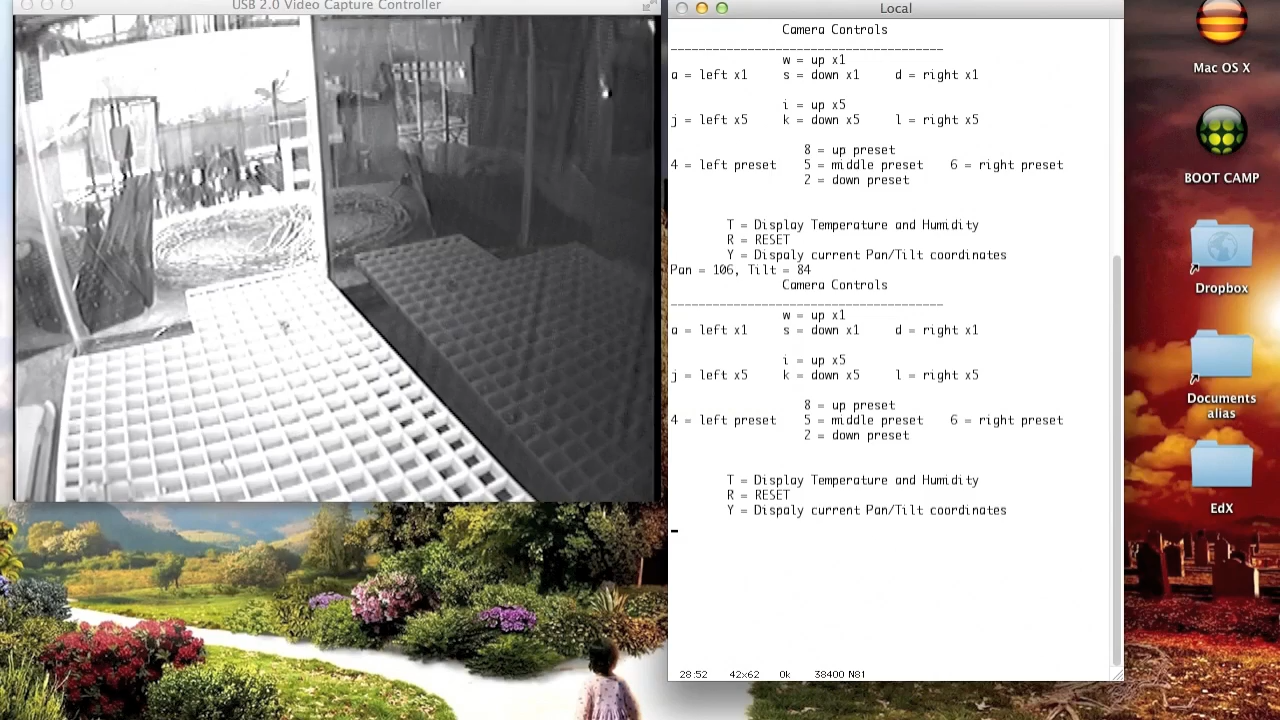 USB 2.0 Video Capture Controller
Local
Camera Controls
w = up x1
a = left x1 s = down x1 d = right x1
i = up x5
j = left x5 k = down x5 l = right x5
8 = up preset
4 = left preset 5 = middle preset 6 = right preset
2 = down preset
T = Display Temperature and Humidity
R = RESET
Y = Dispaly current Pan/Tilt coordinates
Pan = 106, Tilt = 84
Camera Controls
w = up x1
a = left x1 s = down x1 d = right x1
i = up x5
j = left x5 k = down x5 l = right x5
8 = up preset
4 = left preset 5 = middle preset 6 = right preset
2 = down preset
T = Display Temperature and Humidity
R = RESET
Y = Dispaly current Pan/Tilt coordinates
28:52 42x62 Ok 38400 N81
Mac OS X
BOOT CAMP
Dropbox
Documents
alias
EdX